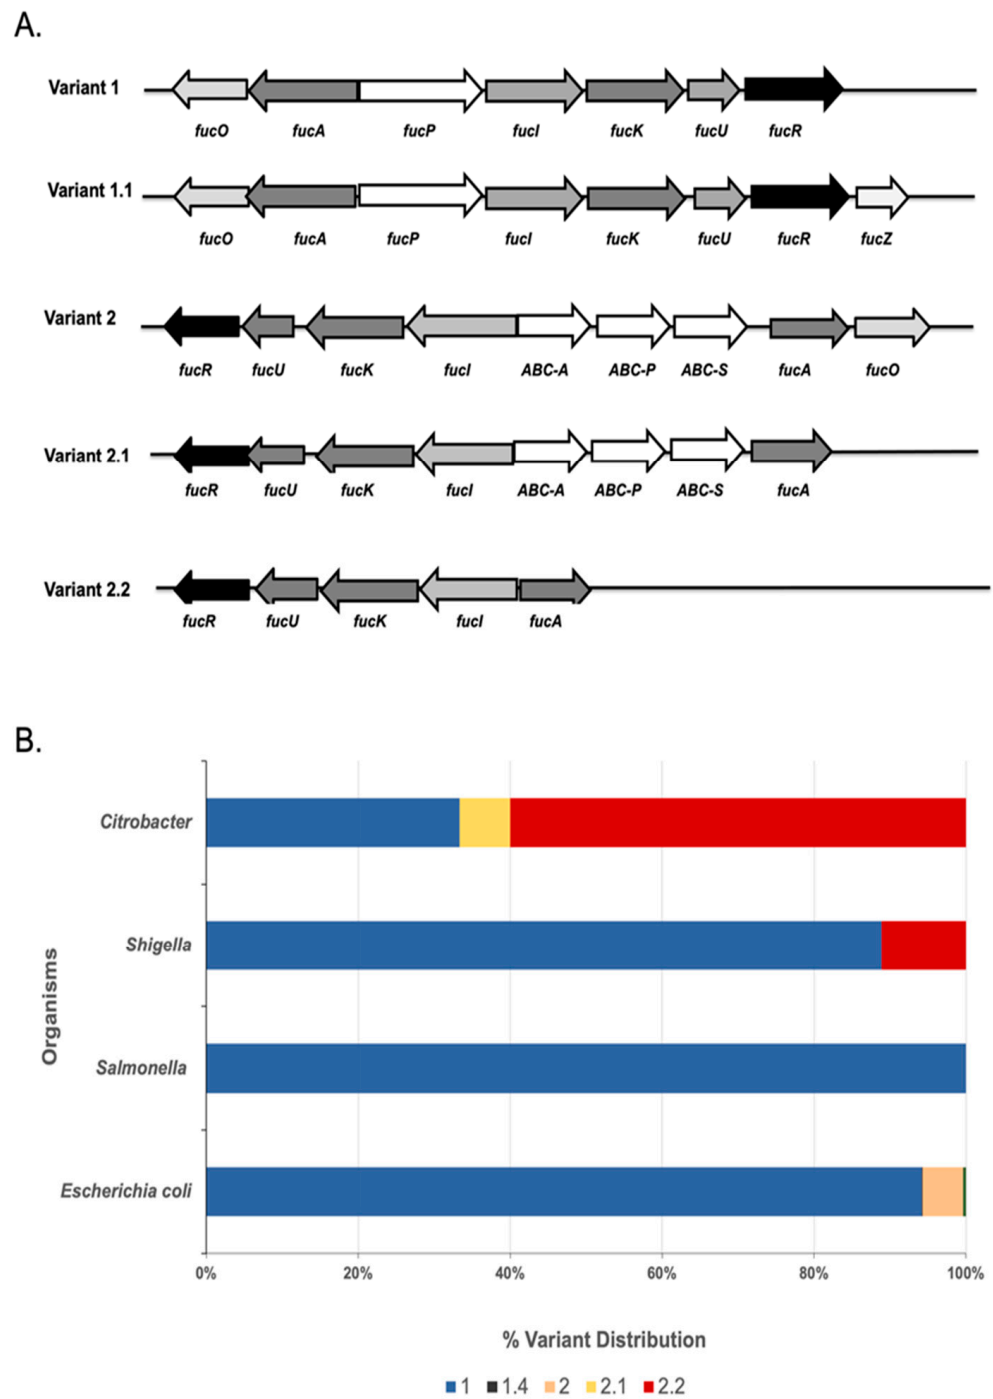 A.
Variant 1
fucO fucA fucP fucI fucK fucU fucR
Variant 1.1
fucO fucA fucP fucI fucK fucU fucR fucZ
Variant 2
fucR fucU fucK fucI ABC-A ABC-P ABC-S fucA fucO
Variant 2.1
fucR fucU fucK fucI ABC-A ABC-P ABC-S fucA
Variant 2.2
fucR fucU fucK fucI fucA
B.
Citrobacter
Shigella
Salmonella
Escherichia coli
Organisms
0% 20% 40% 60% 80% 100%
% Variant Distribution
1 1.4 2 2.1 2.2